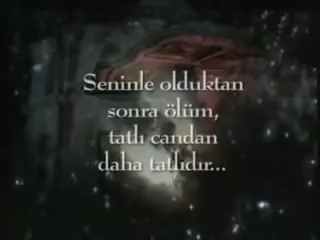 Seninle olduktan
sonra ölüm,
tatlı candan
daha tatlıdır...